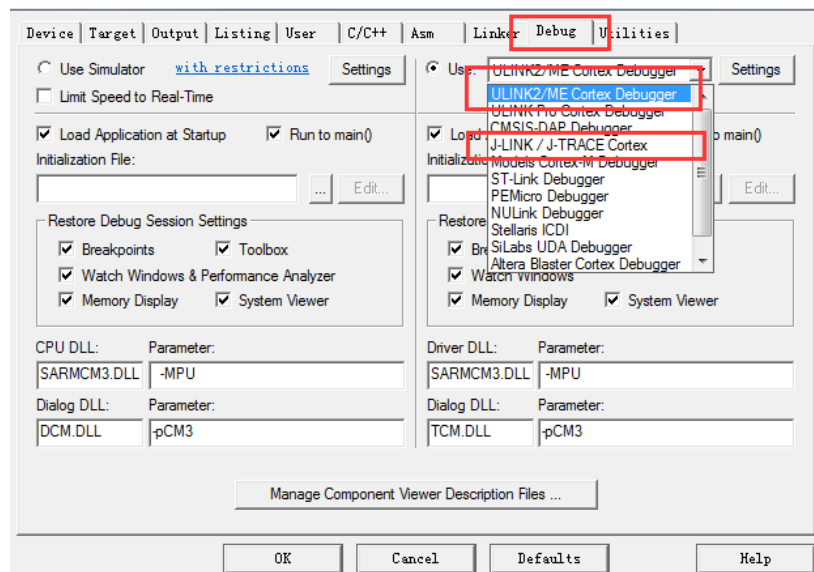 Device Target Output Listing User C/C++ Asm Linker Debug Utilities
Use Simulator with restrictions Settings
Limit Speed to Real-Time
Load Application at Startup Run to main()
Initialization File:
... Edit...
Restore Debug Session Settings
Breakpoints Toolbox
Watch Windows & Performance Analyzer
Memory Display System Viewer
CPU DLL: Parameter:
SARMCM3.DLL -MPU
Dialog DLL: Parameter:
DCM.DLL -pCM3
Use: ULINK2/ME Cortex Debugger Settings
ULINK2/ME Cortex Debugger
ULINK Pro Cortex Debugger
CMSIS-DAP Debugger
J-LINK / J-TRACE Cortex
Models Cortex-M Debugger
ST-Link Debugger
PEMicro Debugger
NULink Debugger
Stellaris ICDI
SiLabs UDA Debugger
Altera Blaster Cortex Debugger
main()
Edit...
Restore
Watch Windows
Memory Display System Viewer
Driver DLL: Parameter:
SARMCM3.DLL -MPU
Dialog DLL: Parameter:
TCM.DLL -pCM3
Manage Component Viewer Description Files ...
OK Cancel Defaults Help